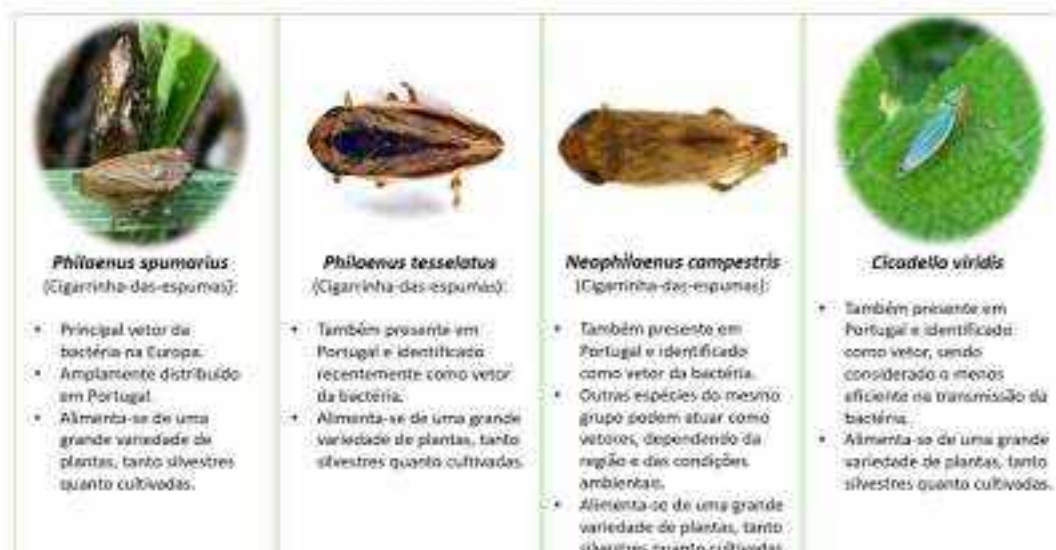 Philaenus spumarius
(Cigarrinha-das-espumas):
• Principal vetor da
bactéria na Europa.
• Amplamente distribuído
em Portugal.
• Alimenta-se de uma
grande variedade de
plantas, tanto silvestres
quanto cultivadas.
Philaenus tesselatus
(Cigarrinha-das-espumas):
• Também presente em
Portugal e identificado
recentemente como vetor
da bactéria.
• Alimenta-se de uma grande
variedade de plantas, tanto
silvestres quanto cultivadas.
Neophilaenus campestris
(Cigarrinha-das-espumas):
• Também presente em
Portugal e identificado
como vetor da bactéria.
• Outras espécies do mesmo
grupo podem atuar como
vetores, dependendo da
região e das condições
ambientais.
• Alimenta-se de uma grande
variedade de plantas, tanto
silvestres quanto cultivadas
Cicadella viridis
• Também presente em
Portugal e identificado
como vetor, sendo
considerado o menos
eficiente na transmissão da
bactéria.
• Alimenta-se de uma grande
variedade de plantas, tanto
silvestres quanto cultivadas.